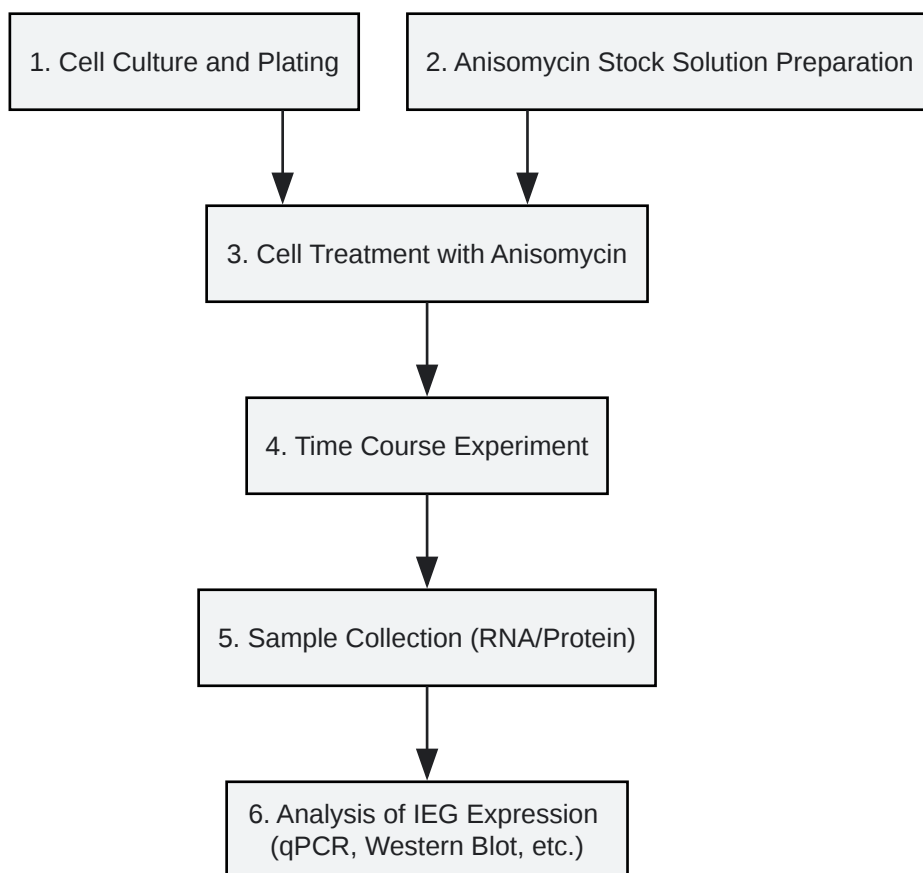 1. Cell Culture and Plating
2. Anisomycin Stock Solution Preparation
3. Cell Treatment with Anisomycin
4. Time Course Experiment
5. Sample Collection (RNA/Protein)
6. Analysis of IEG Expression
(qPCR, Western Blot, etc.)